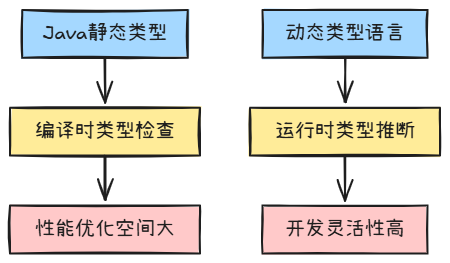 Java静态类型
动态类型语言
编译时类型检查
运行时类型推断
性能优化空间大
开发灵活性高